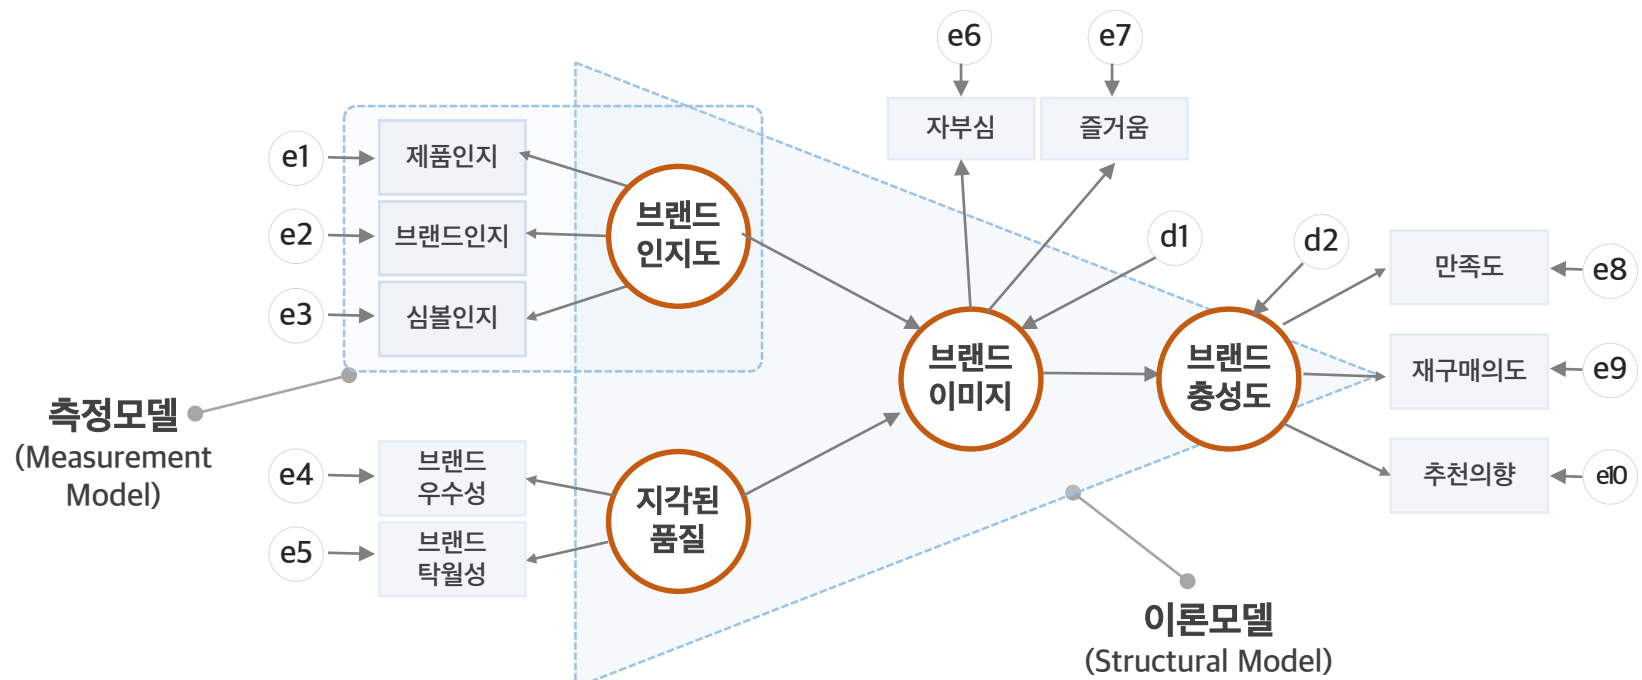 e6
e7
자부심
즐거움
e1
제품인지
e2
브랜드인지
e3
심볼인지
브랜드
인지도
d1
d2
만족도
e8
재구매의도
e9
추천의향
e10
브랜드
이미지
브랜드
충성도
측정모델
(Measurement
Model)
e4
브랜드
우수성
e5
브랜드
탁월성
지각된
품질
이론모델
(Structural Model)